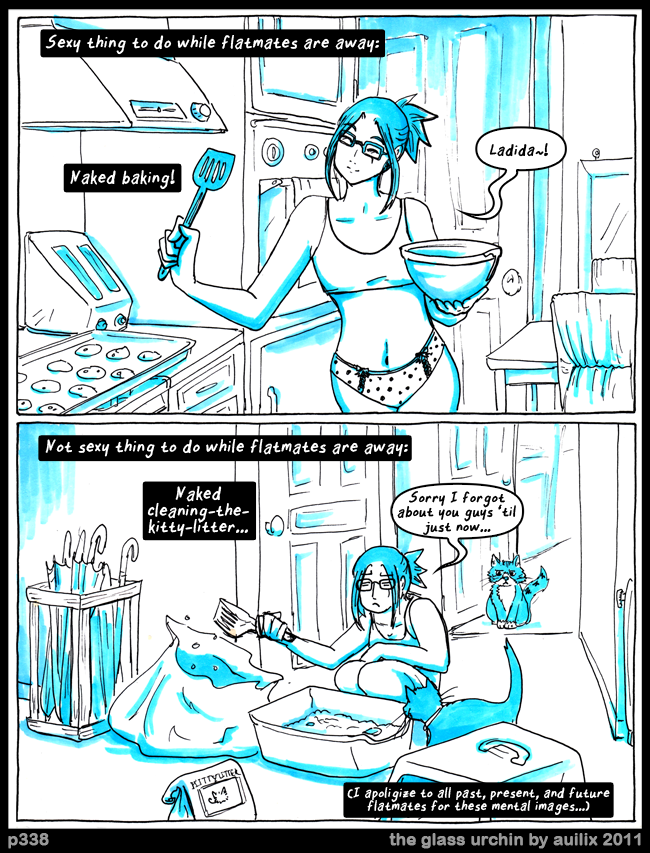 Sexy thing to do while flatmates are away:
Ladida~!
Naked baking!
Not sexy thing to do while flatmates are away:
Naked
cleaning-the-
kitty-litter...
Sorry I forgot
about you guys 'til
just now...
KITTY LITTER
(I apoligize to all past, present, and future
flatmates for these mental images...)
p338
the glass urchin by auilix 2011